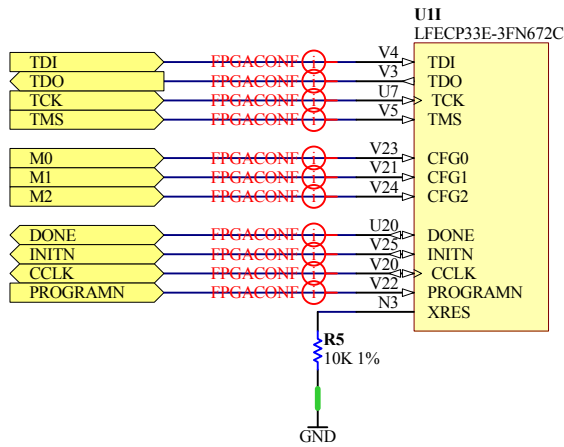 U1I
LFECP33E-3FN672C
TDI FPGACONF i V4 TDI
TDO FPGACONF i V3 TDO
TCK FPGACONF i U7 TCK
TMS FPGACONF i V5 TMS
M0 FPGACONF i V23 CFG0
M1 FPGACONF i V21 CFG1
M2 FPGACONF i V24 CFG2
DONE FPGACONF i U20 DONE
INITN FPGACONF i V25 INITN
CCLK FPGACONF i V20 CCLK
PROGRAMN FPGACONF i V22 PROGRAMN
N3 XRES
R5
10K 1%
GND